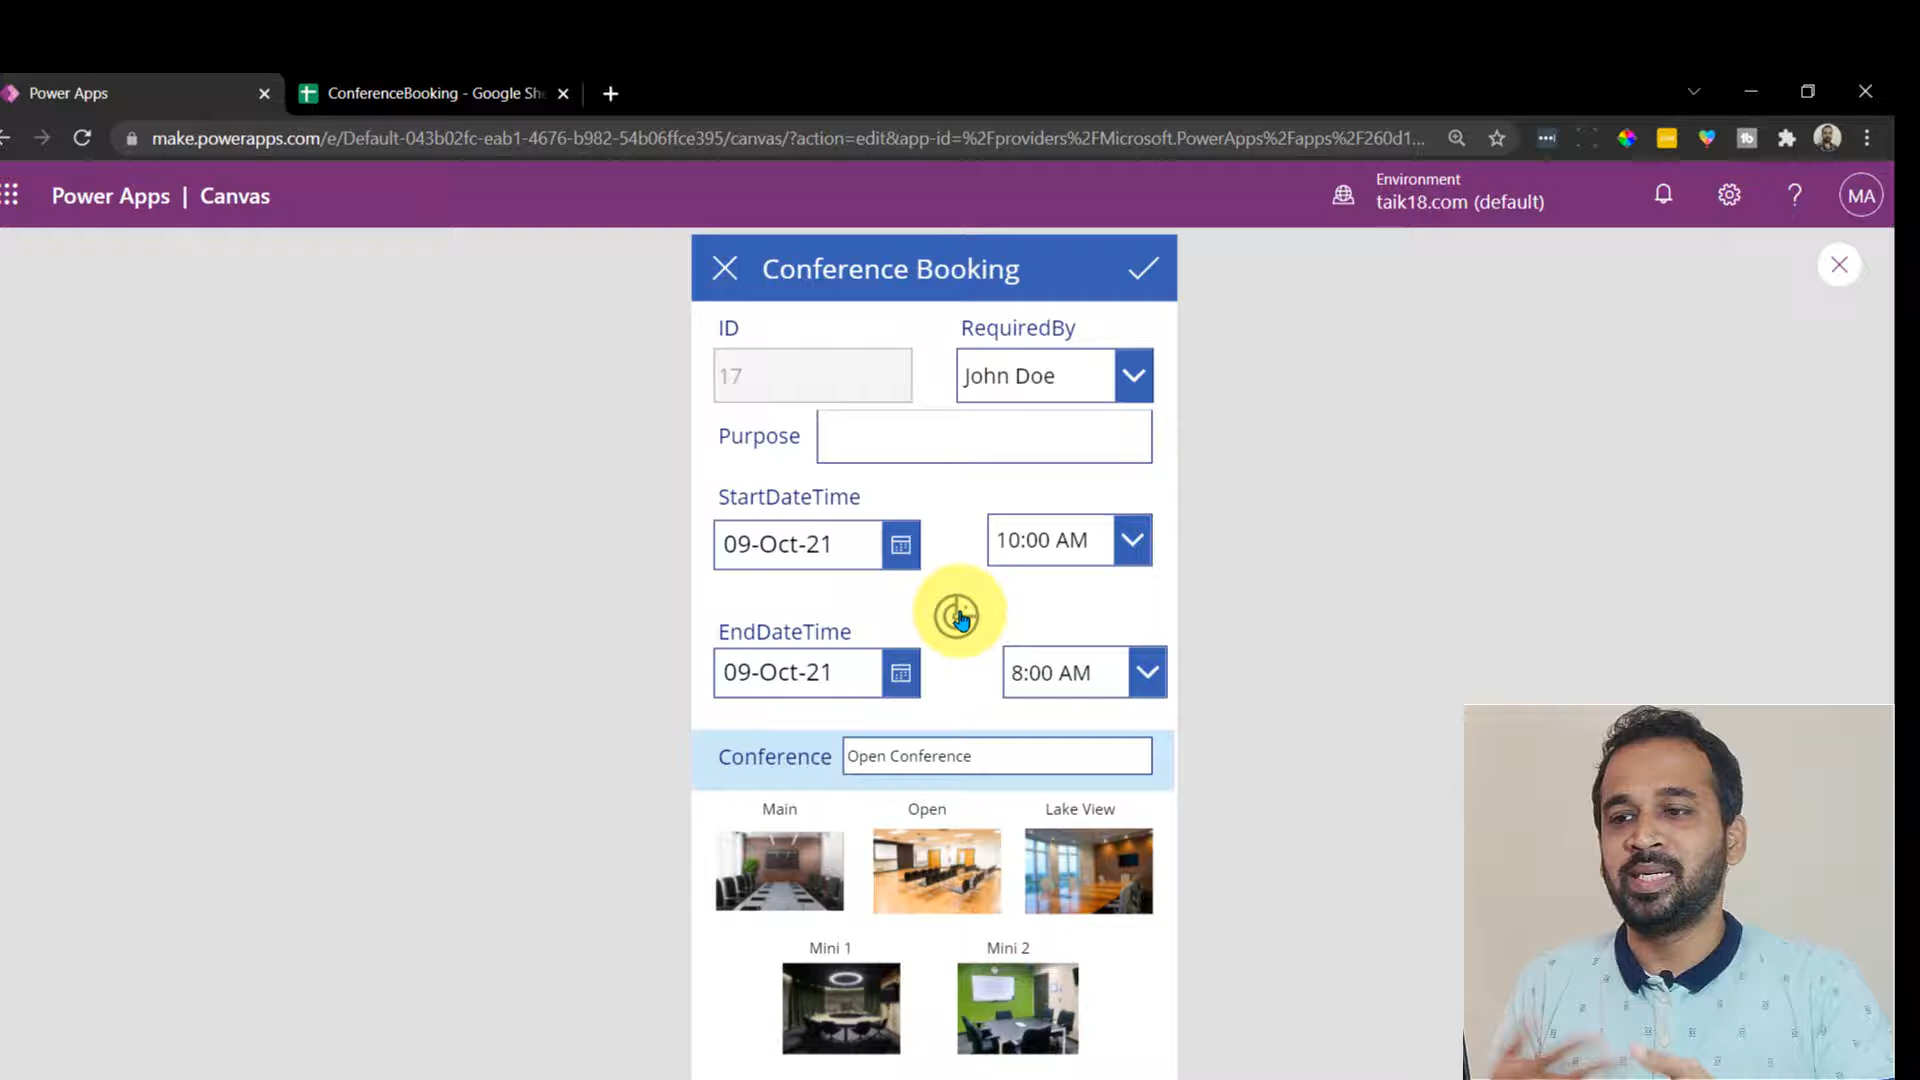 Power Apps
ConferenceBooking - Google She
make.powerapps.com/e/Default-043b02fc-eab1-4676-b982-54b06ffce395/canvas/?action=edit&app-id=%2Fproviders%2FMicrosoft.PowerApps%2Fapps%2F260d1...
Power Apps | Canvas
Environment
taik18.com (default)
?
MA
Conference Booking
ID
RequiredBy
17
John Doe
Purpose
StartDateTime
09-Oct-21
10:00 AM
EndDateTime
09-Oct-21
8:00 AM
Conference
Open Conference
Main
Open
Lake View
Mini 1
Mini 2